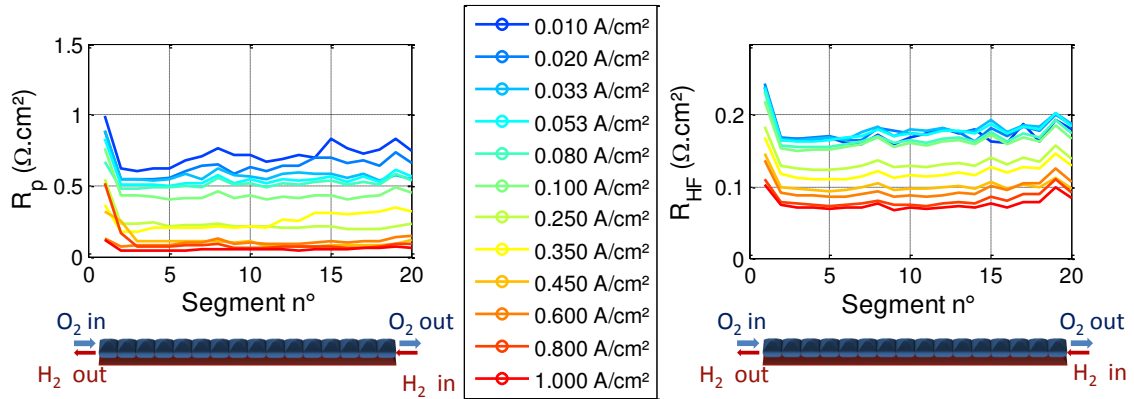 1.5
1
0.5
0
0 5 10 15 20
R_p (Ω.cm²)
Segment n°
O₂ in
O₂ out
H₂ out
H₂ in
0.010 A/cm²
0.020 A/cm²
0.033 A/cm²
0.053 A/cm²
0.080 A/cm²
0.100 A/cm²
0.250 A/cm²
0.350 A/cm²
0.450 A/cm²
0.600 A/cm²
0.800 A/cm²
1.000 A/cm²
0.2
0.1
0
0 5 10 15 20
R_HF (Ω.cm²)
Segment n°
O₂ in
O₂ out
H₂ out
H₂ in